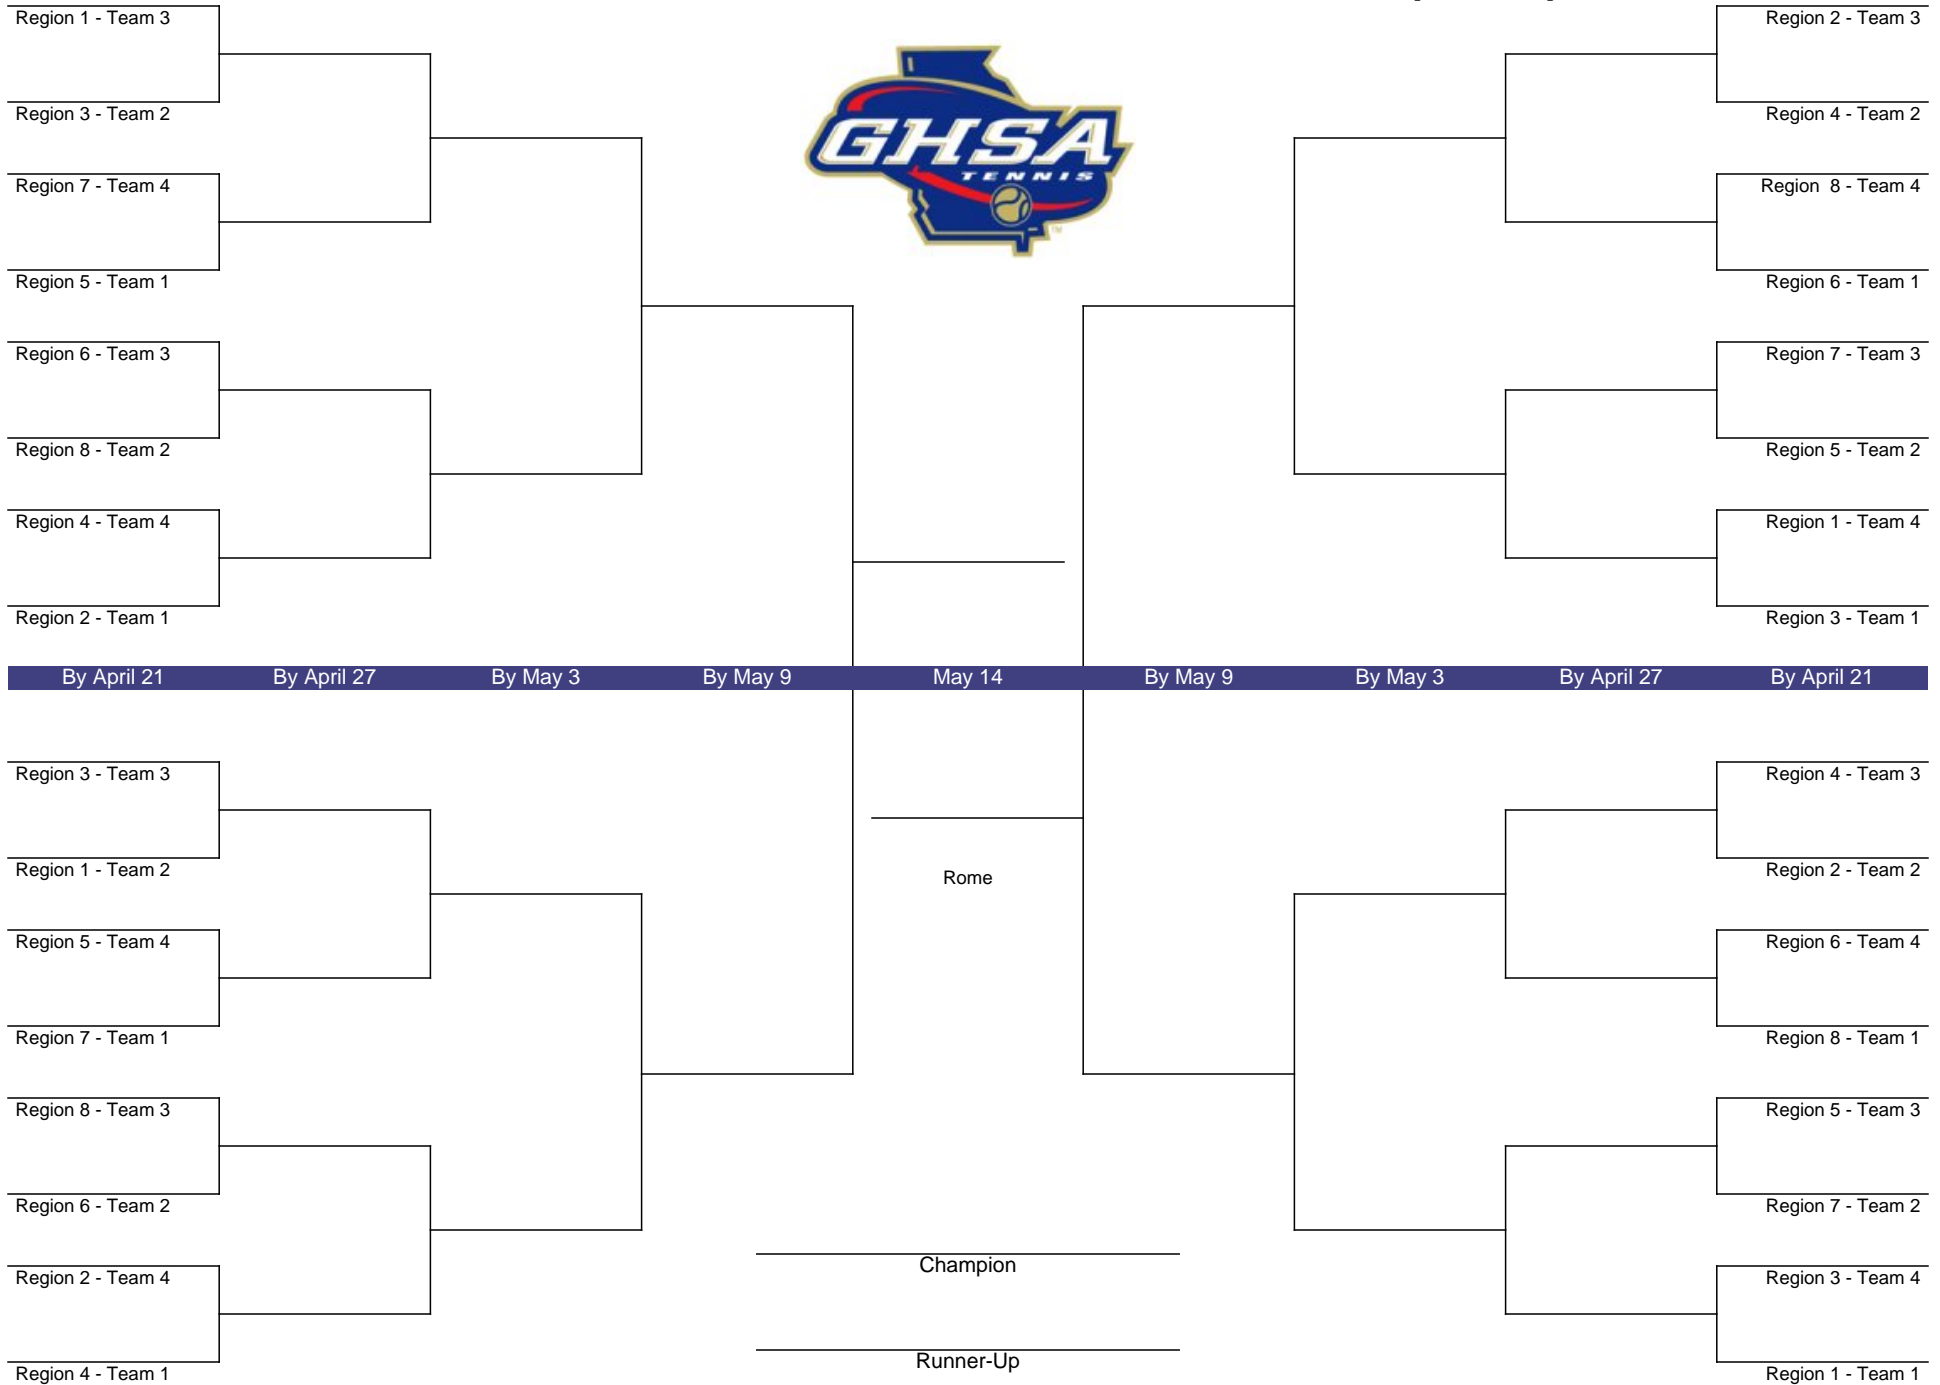 Region 1 - Team 3
Region 2 - Team 3
Region 3 - Team 2
Region 4 - Team 2
GHSA
TENNIS
TM
Region 7 - Team 4
Region 8 - Team 4
Region 5 - Team 1
Region 6 - Team 1
Region 6 - Team 3
Region 7 - Team 3
Region 8 - Team 2
Region 5 - Team 2
Region 4 - Team 4
Region 1 - Team 4
Region 2 - Team 1
Region 3 - Team 1
By April 21 By April 27 By May 3 By May 9 May 14 By May 9 By May 3 By April 27 By April 21
Region 3 - Team 3
Region 4 - Team 3
Region 1 - Team 2
Rome
Region 2 - Team 2
Region 5 - Team 4
Region 6 - Team 4
Region 7 - Team 1
Region 8 - Team 1
Region 8 - Team 3
Region 5 - Team 3
Region 6 - Team 2
Region 7 - Team 2
Champion
Region 2 - Team 4
Region 3 - Team 4
Runner-Up
Region 4 - Team 1
Region 1 - Team 1